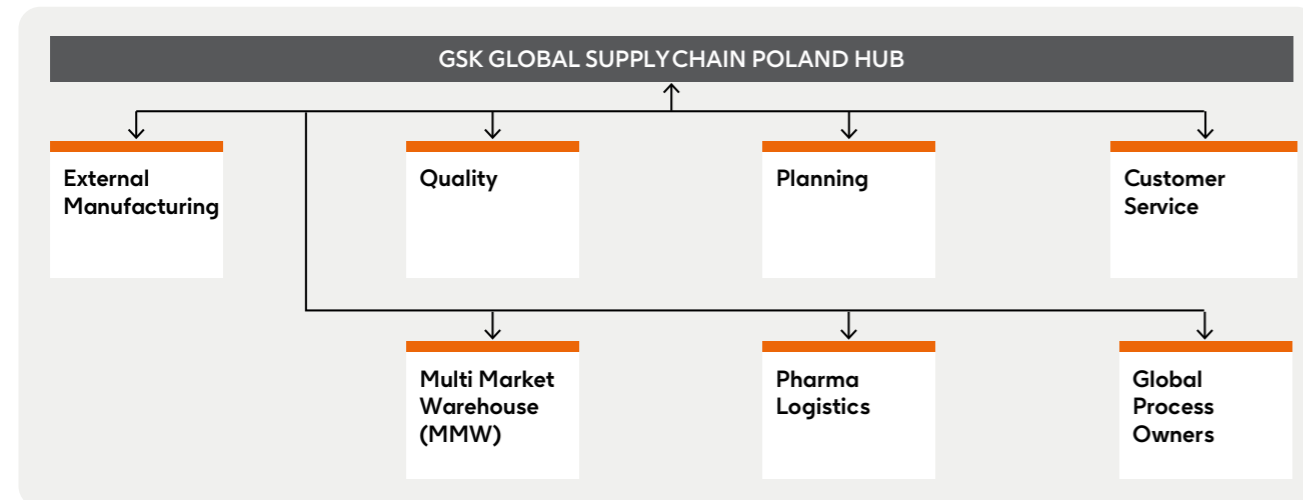 GSK GLOBAL SUPPLY CHAIN POLAND HUB
External
Manufacturing
Quality
Planning
Customer
Service
Multi Market
Warehouse
(MMW)
Pharma
Logistics
Global
Process
Owners